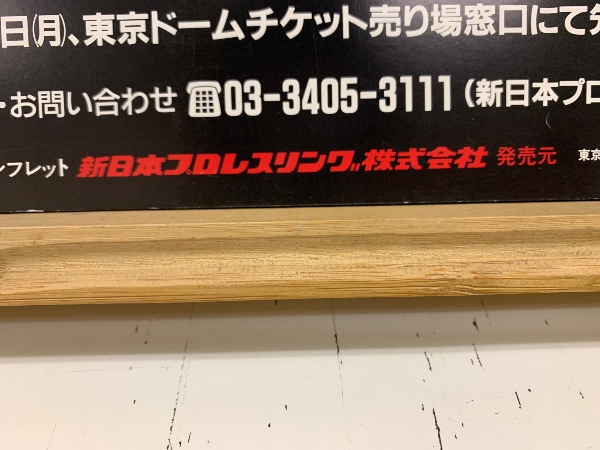 日(月)、東京ドームチケット売り場窓口にて
・お問い合わせ ☎03-3405-3111(新日本プロ
ンフレット 新日本プロレスリング株式会社 発売元 東京